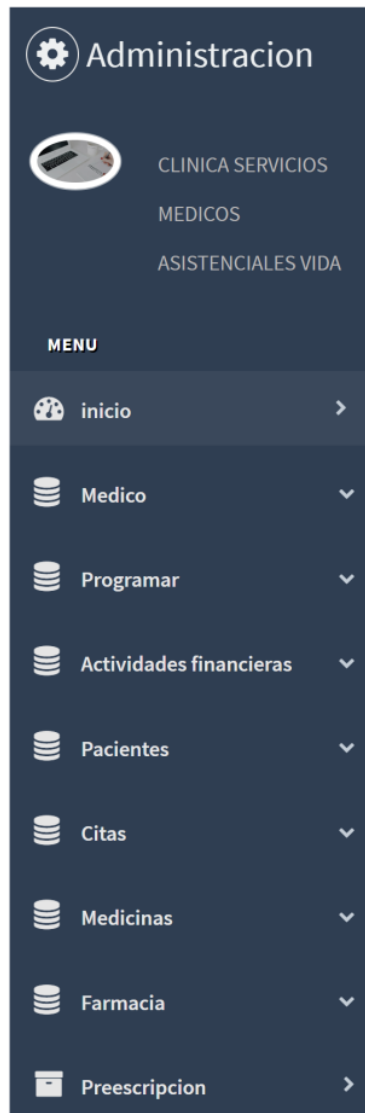 Administracion
CLINICA SERVICIOS
MEDICOS
ASISTENCIALES VIDA
MENU
inicio
Medico
Programar
Actividades financieras
Pacientes
Citas
Medicinas
Farmacia
Preescripcion